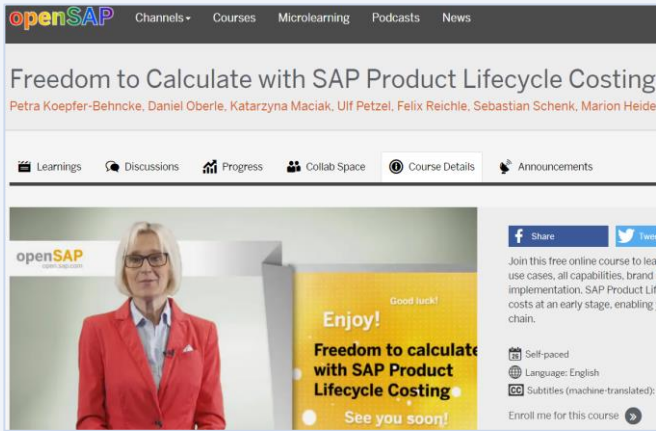 openSAP Channels Courses Microlearning Podcasts News
Freedom to Calculate with SAP Product Lifecycle Costing
Petra Koepfer-Behncke, Daniel Oberle, Katarzyna Maciak, Ulf Petzel, Felix Reichle, Sebastian Schenk, Marion Heide
Learnings Discussions Progress Collab Space Course Details Announcements
openSAP
open.sap.com
Good luck!
Enjoy!
Freedom to calculate
with SAP Product
Lifecycle Costing
See you soon!
Share
Join this free online course to lea
use cases, all capabilities, brand
implementation. SAP Product Lif
costs at an early stage, enabling
chain.
Self-paced
Language: English
CC Subtitles (machine-translated):
Enroll me for this course